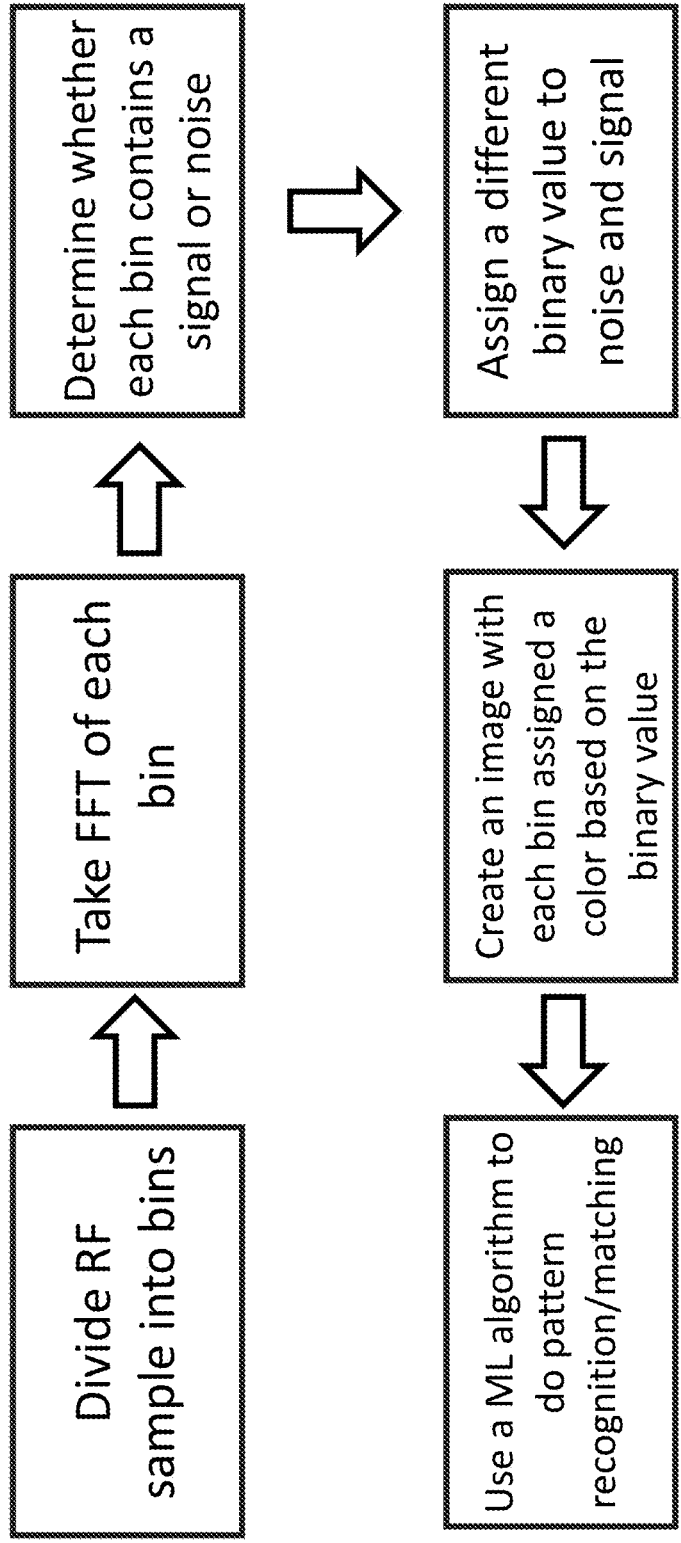 Divide RF
sample into bins
Take FFT of each
bin
Determine whether
each bin contains a
signal or noise
Assign a different
binary value to
noise and signal
Create an image with
each bin assigned a
color based on the
binary value
Use a ML algorithm to
do pattern
recognition/matching